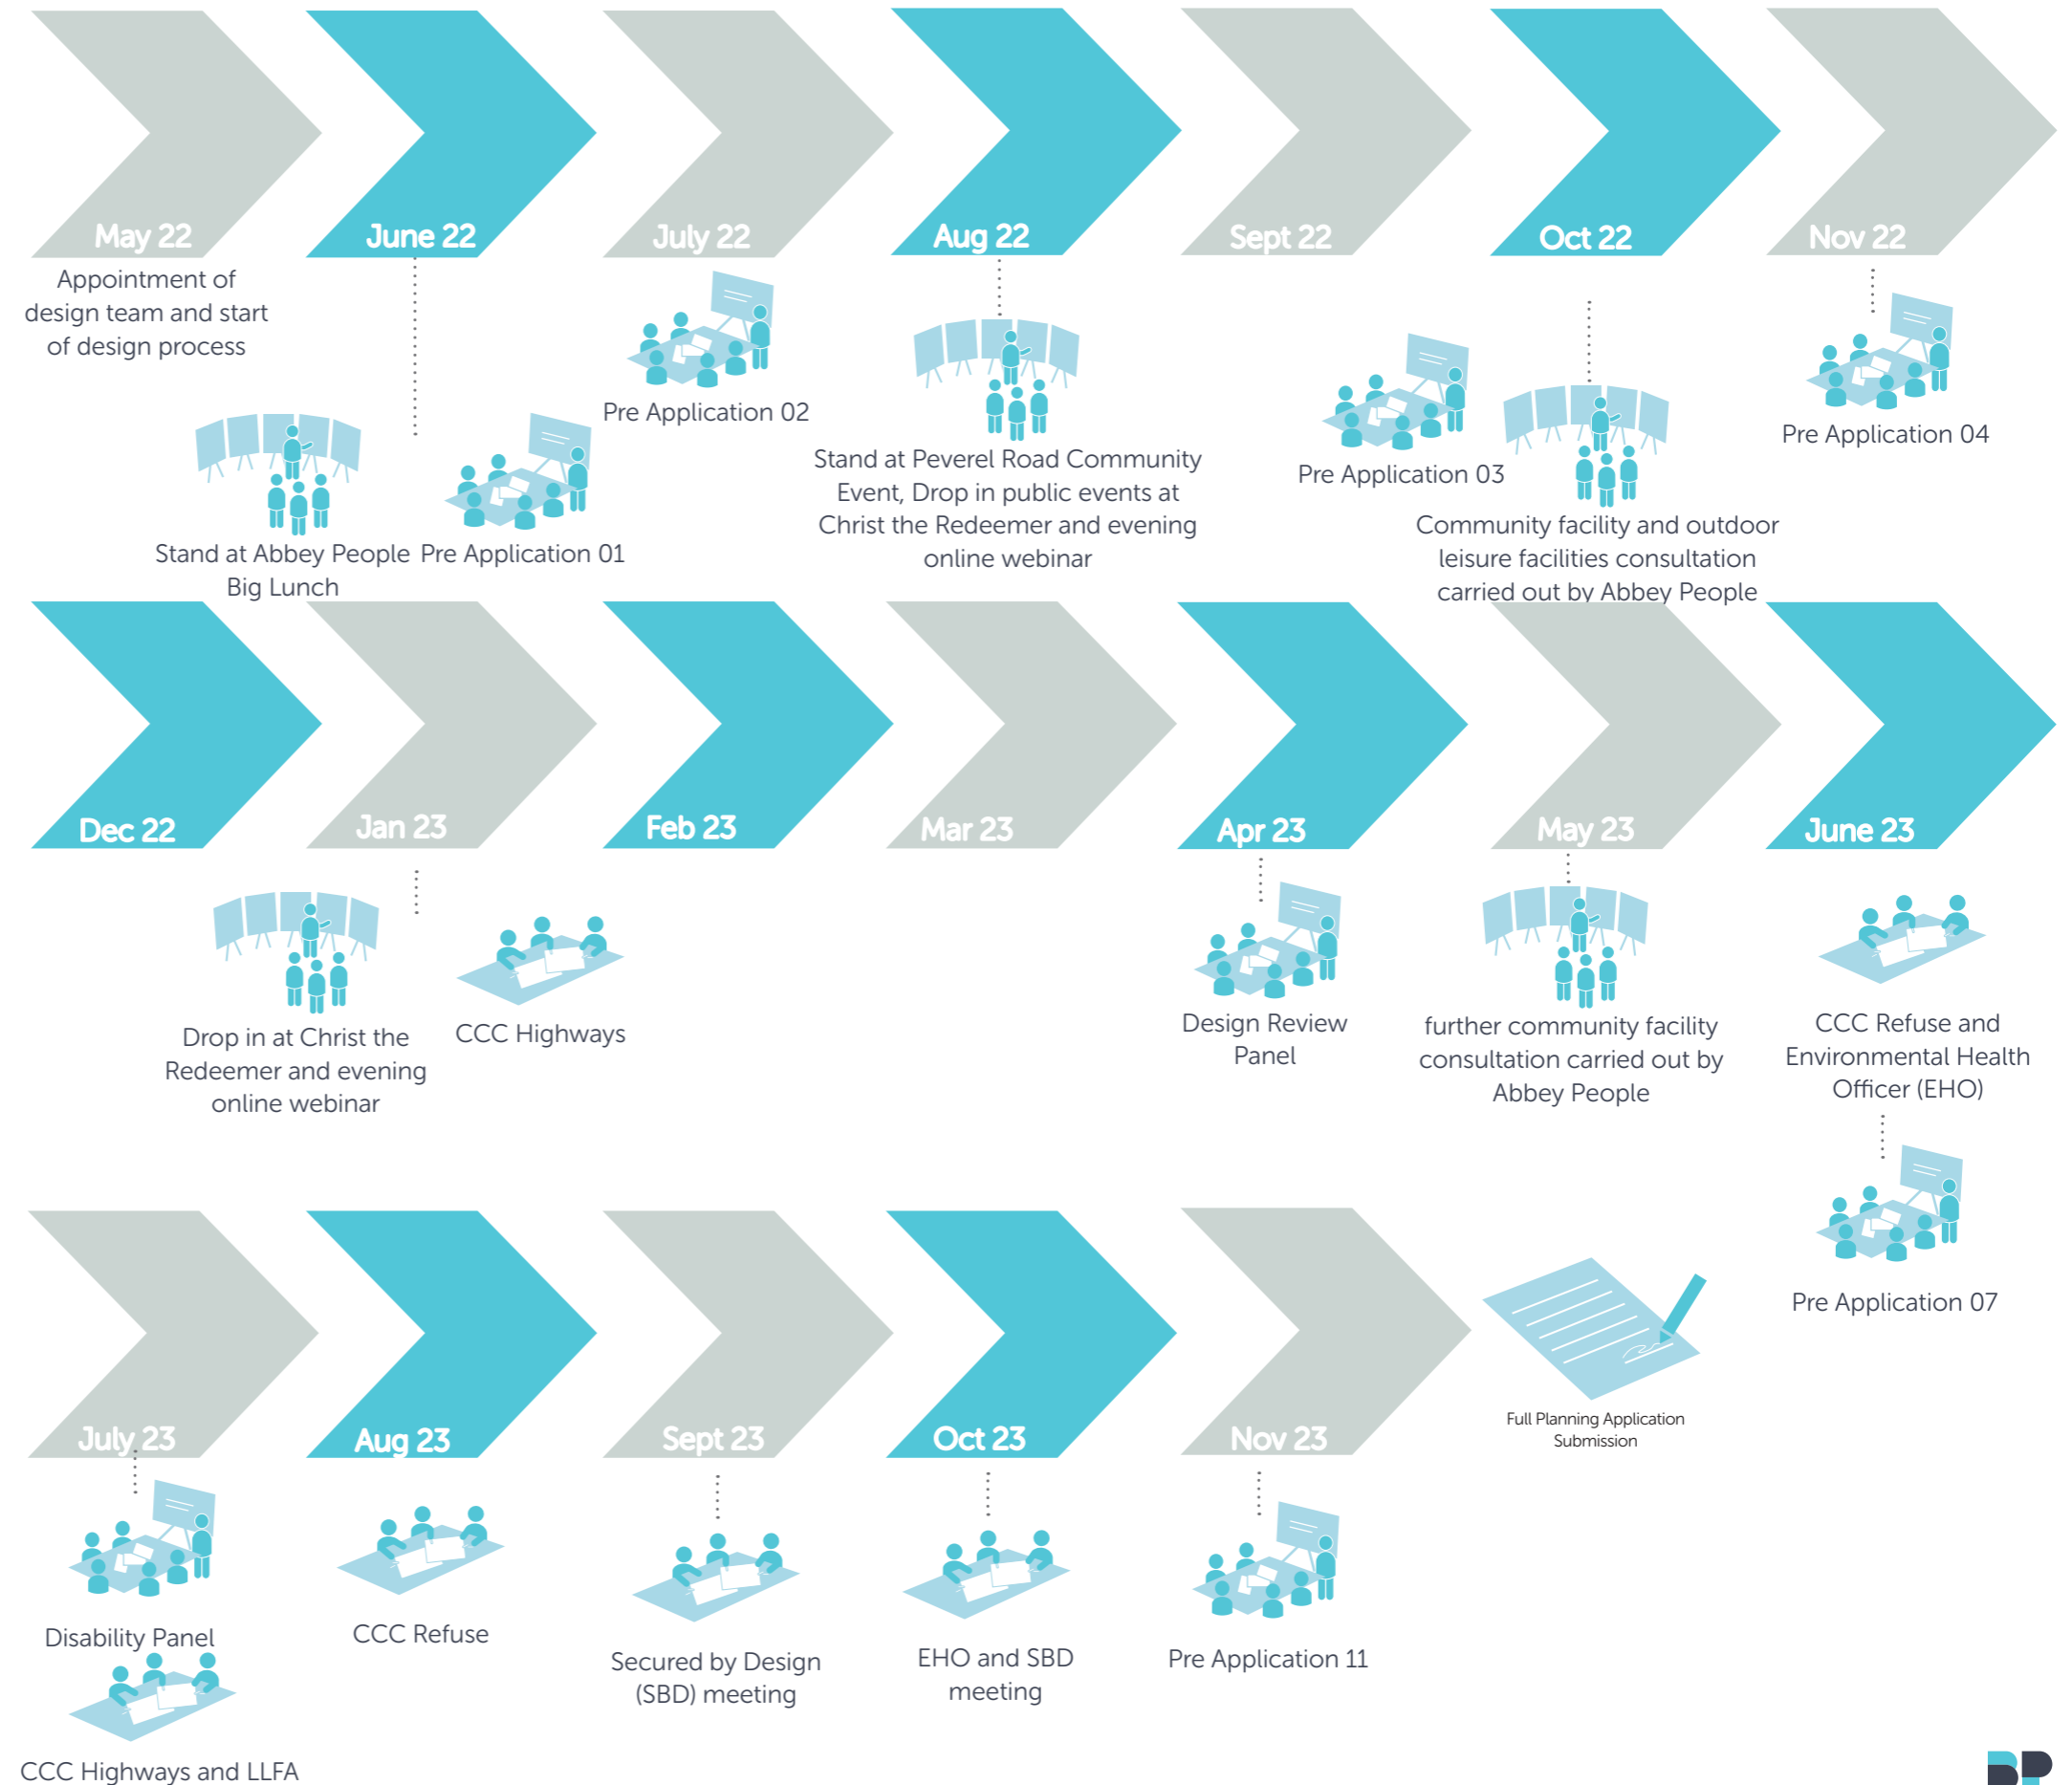 May 22
Appointment of
design team and start
of design process
June 22
Stand at Abbey People
Big Lunch
Pre Application 01
July 22
Pre Application 02
Aug 22
Stand at Peverel Road Community
Event, Drop in public events at
Christ the Redeemer and evening
online webinar
Sept 22
Pre Application 03
Oct 22
Community facility and outdoor
leisure facilities consultation
carried out by Abbey People
Nov 22
Pre Application 04
Dec 22
Jan 23
Drop in at Christ the
Redeemer and evening
online webinar
CCC Highways
Feb 23
Mar 23
Apr 23
Design Review
Panel
May 23
further community facility
consultation carried out by
Abbey People
June 23
CCC Refuse and
Environmental Health
Officer (EHO)
Pre Application 07
July 23
Disability Panel
CCC Highways and LLFA
Aug 23
CCC Refuse
Sept 23
Secured by Design
(SBD) meeting
Oct 23
EHO and SBD
meeting
Nov 23
Pre Application 11
Full Planning Application
Submission
BP